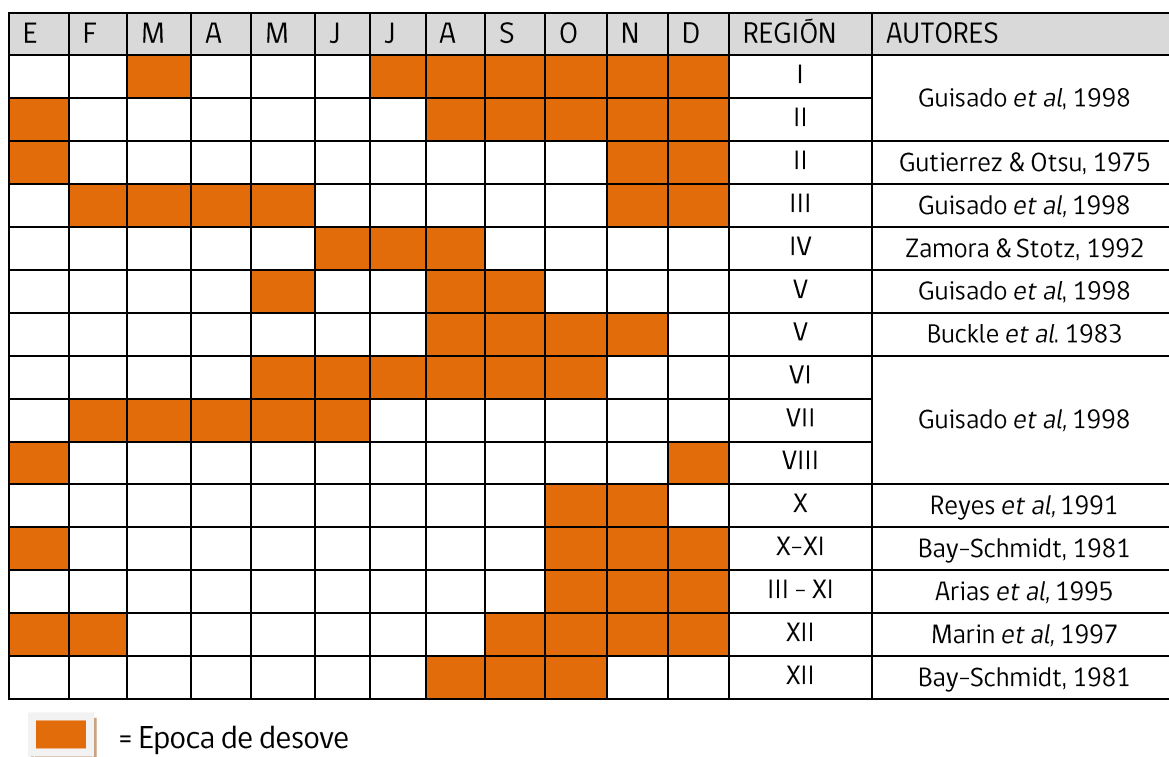 E F M A M J J A S O N D REGIÓN AUTORES
I Guisado et al, 1998
II
II Gutierrez & Otsu, 1975
III Guisado et al, 1998
IV Zamora & Stotz, 1992
V Guisado et al, 1998
V Buckle et al. 1983
VI
VII Guisado et al, 1998
VIII
X Reyes et al, 1991
X-XI Bay-Schmidt, 1981
III - XI Arias et al, 1995
XII Marin et al, 1997
XII Bay-Schmidt, 1981
= Epoca de desove